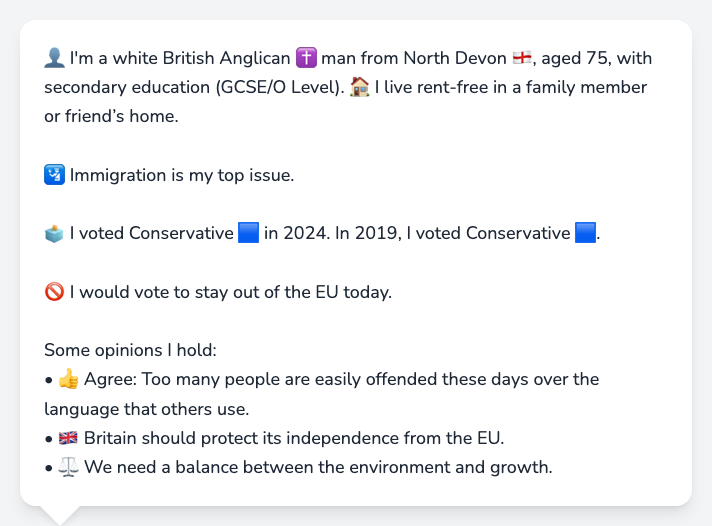 👤 I'm a white British Anglican ✝️ man from North Devon 🏴󠁧󠁢󠁥󠁮󠁧󠁿, aged 75, with
secondary education (GCSE/O Level). 🏠 I live rent-free in a family member
or friend’s home.
🛂 Immigration is my top issue.
🗳️ I voted Conservative 🟦 in 2024. In 2019, I voted Conservative 🟦.
🚫 I would vote to stay out of the EU today.
Some opinions I hold:
• 👍 Agree: Too many people are easily offended these days over the
language that others use.
• 🇬🇧 Britain should protect its independence from the EU.
• ⚖️ We need a balance between the environment and growth.